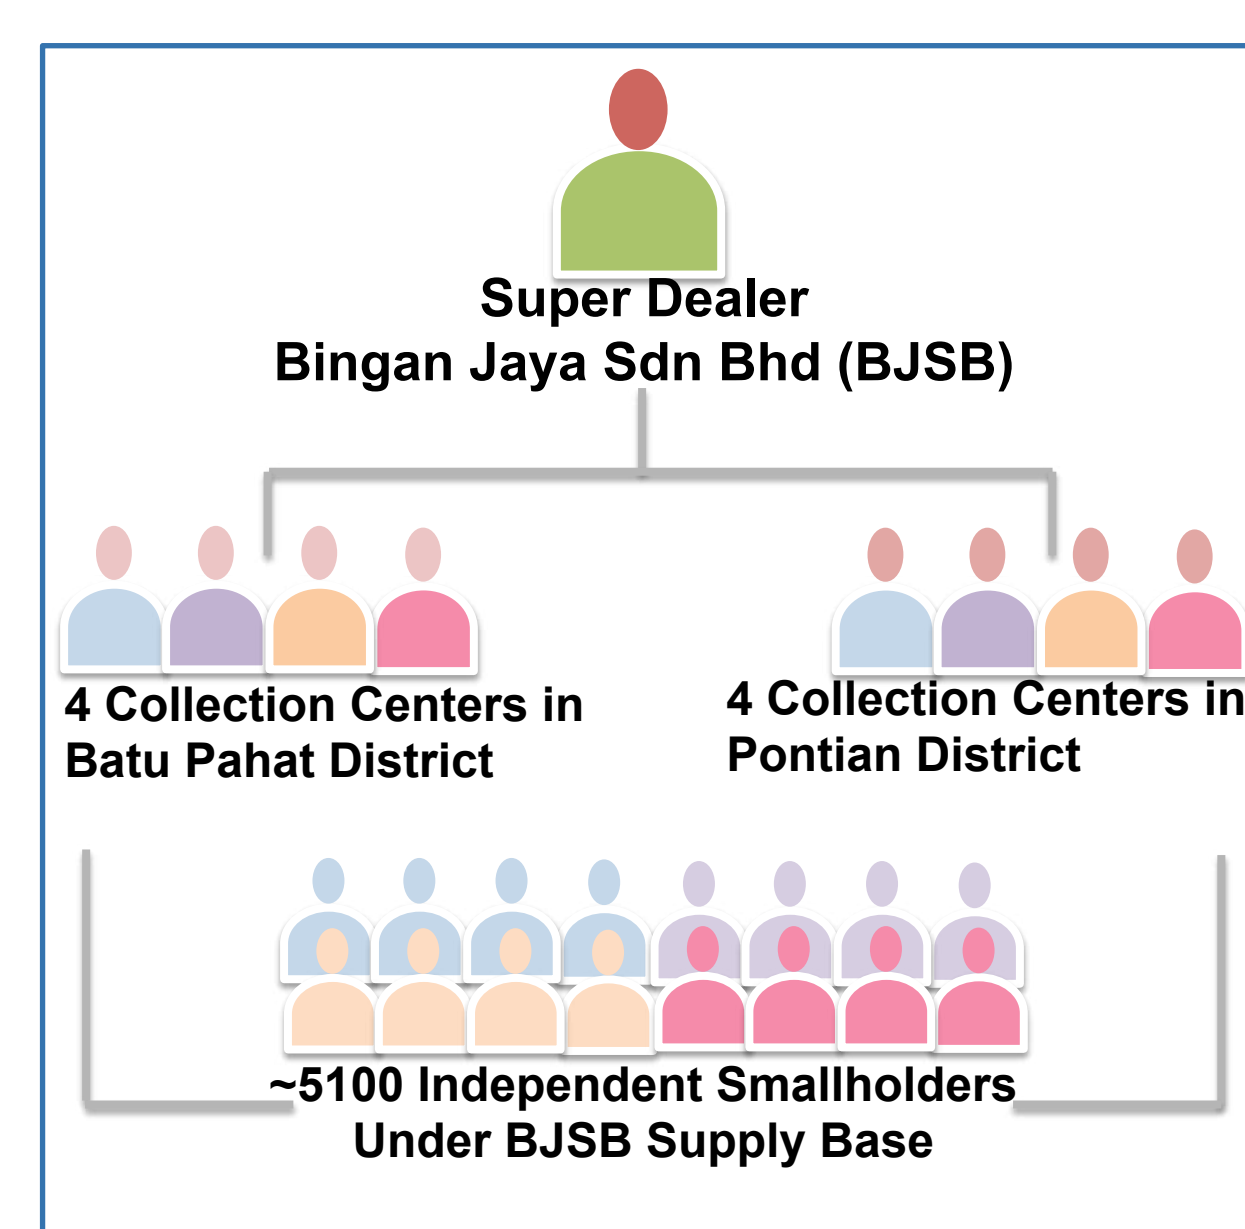 Super Dealer
Bingan Jaya Sdn Bhd (BJSB)
4 Collection Centers in
Batu Pahat District
4 Collection Centers in
Pontian District
~5100 Independent Smallholders
Under BJSB Supply Base